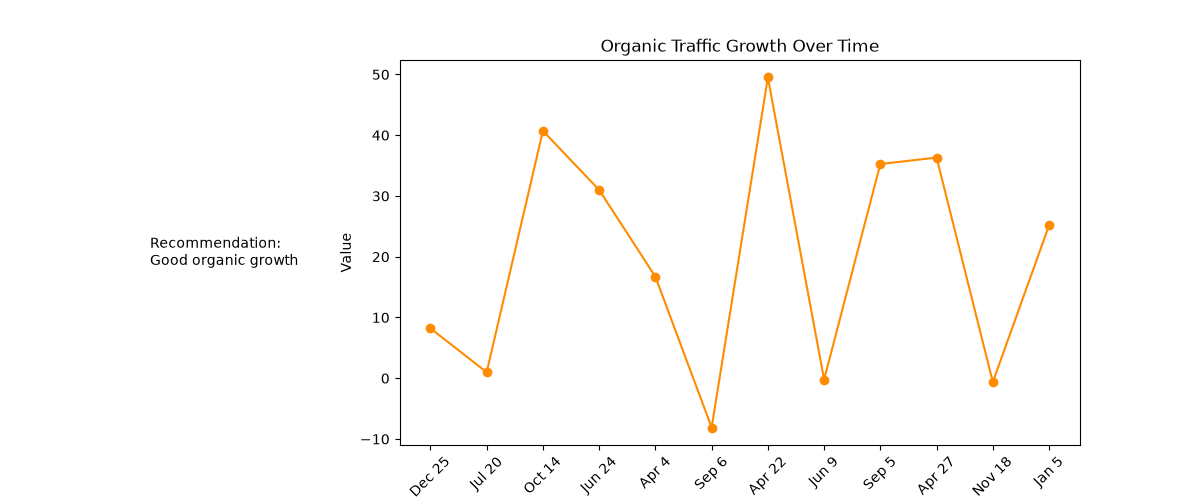 Organic Traffic Growth Over Time
Recommendation:
Good organic growth
Value
50
40
30
20
10
0
−10
Dec 25
Jul 20
Oct 14
Jun 24
Apr 4
Sep 6
Apr 22
Jun 9
Sep 5
Apr 27
Nov 18
Jan 5